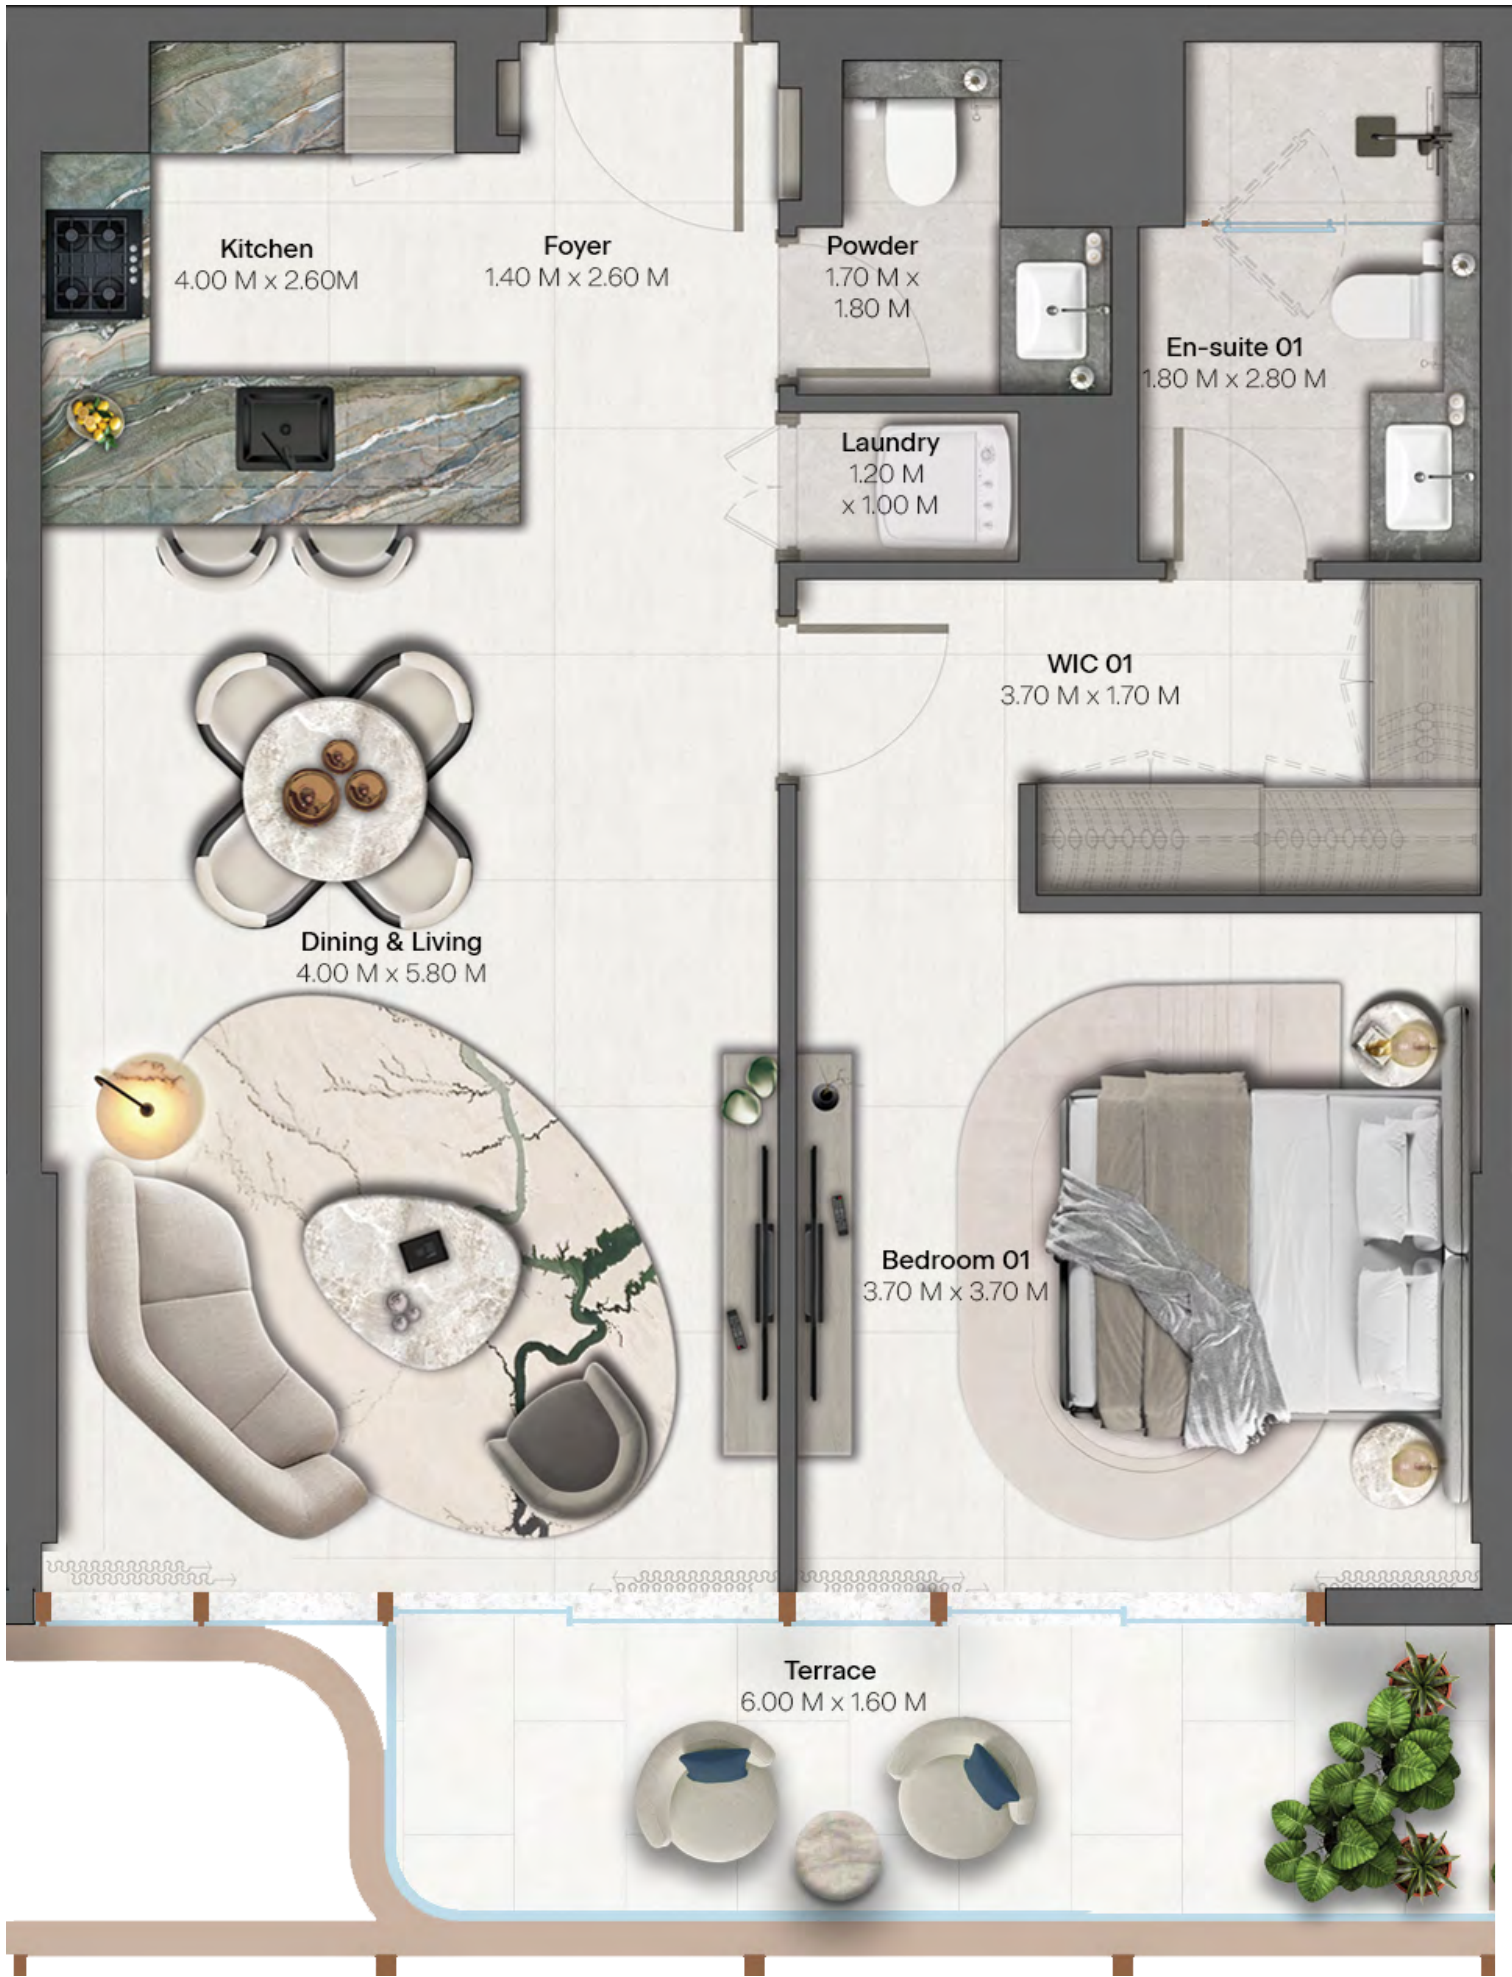 Kitchen
4.00 M x 2.60M
Foyer
1.40 M x 2.60 M
Powder
1.70 M x
1.80 M
En-suite 01
1.80 M x 2.80 M
Laundry
1.20 M
x 1.00 M
WIC 01
3.70 M x 1.70 M
Dining & Living
4.00 M x 5.80 M
Bedroom 01
3.70 M x 3.70 M
Terrace
6.00 M x 1.60 M